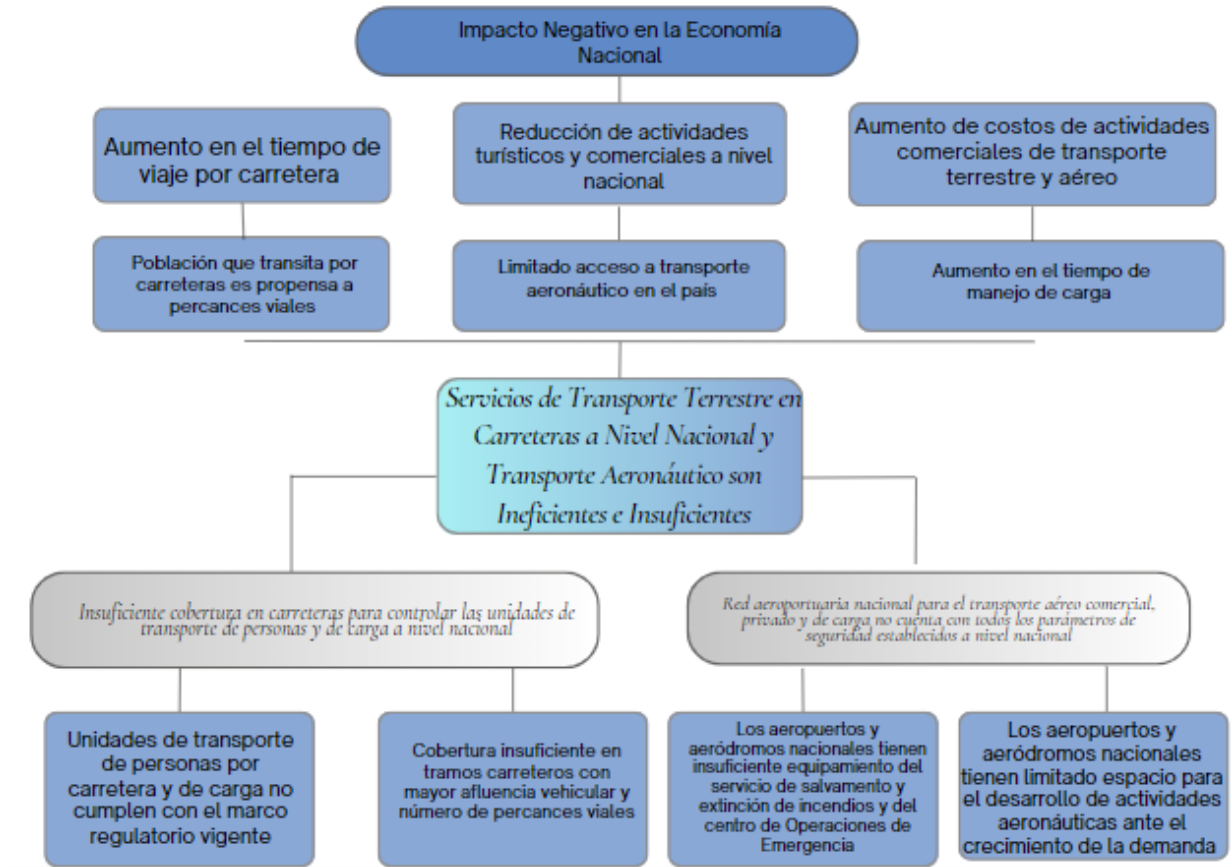 Impacto Negativo en la Economía
Nacional
Aumento en el tiempo de
viaje por carretera
Reducción de actividades
turísticos y comerciales a nivel
nacional
Aumento de costos de actividades
comerciales de transporte
terrestre y aéreo
Población que transita por
carreteras es propensa a
percances viales
Limitado acceso a transporte
aeronáutico en el país
Aumento en el tiempo de
manejo de carga
Servicios de Transporte Terrestre en
Carreteras a Nivel Nacional y
Transporte Aeronáutico son
Ineficientes e Insuficientes
Insuficiente cobertura en carreteras para controlar las unidades de
transporte de personas y de carga a nivel nacional
Red aeroportuaria nacional para el transporte aéreo comercial,
privado y de carga no cuenta con todos los parámetros de
seguridad establecidos a nivel nacional
Unidades de transporte
de personas por
carretera y de carga no
cumplen con el marco
regulatorio vigente
Cobertura insuficiente en
tramos carreteros con
mayor afluencia vehicular y
número de percances viales
Los aeropuertos y
aeródromos nacionales tienen
insuficiente equipamiento del
servicio de salvamento y
extinción de incendios y del
centro de Operaciones de
Emergencia
Los aeropuertos y
aeródromos nacionales
tienen limitado espacio para
el desarrollo de actividades
aeronáuticas ante el
crecimiento de la demanda